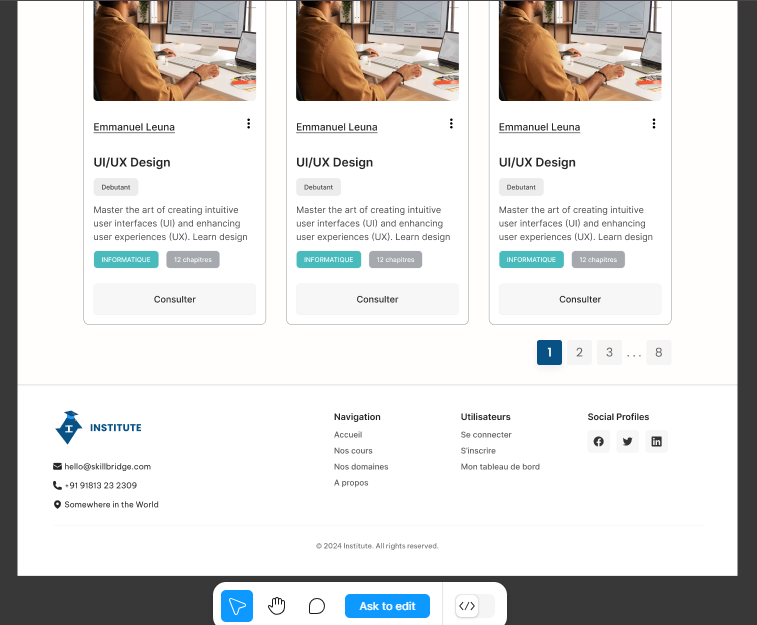 Emmanuel Leuna
UI/UX Design
Debutant
Master the art of creating intuitive
user interfaces (UI) and enhancing
user experiences (UX). Learn design
INFORMATIQUE 12 chapitres
Consulter
Emmanuel Leuna
UI/UX Design
Debutant
Master the art of creating intuitive
user interfaces (UI) and enhancing
user experiences (UX). Learn design
INFORMATIQUE 12 chapitres
Consulter
Emmanuel Leuna
UI/UX Design
Debutant
Master the art of creating intuitive
user interfaces (UI) and enhancing
user experiences (UX). Learn design
INFORMATIQUE 12 chapitres
Consulter
1 2 3 ... 8
I INSTITUTE
hello@skillbridge.com
+91 91813 23 2309
Somewhere in the World
Navigation
Accueil
Nos cours
Nos domaines
A propos
Utilisateurs
Se connecter
S'inscrire
Mon tableau de bord
Social Profiles
© 2024 Institute. All rights reserved.
Ask to edit